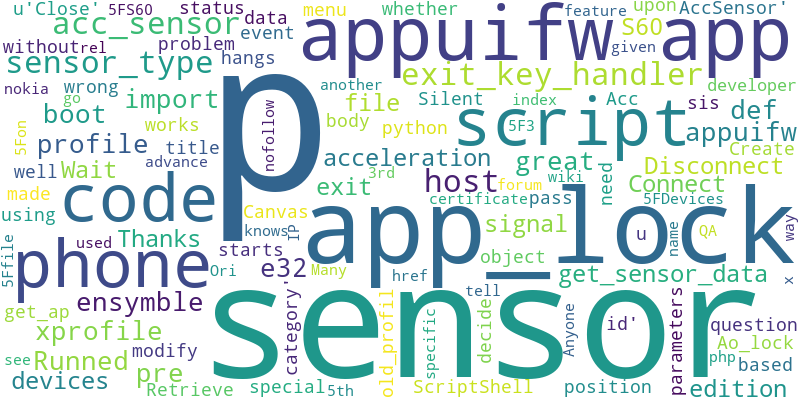 u'Close'
5FS60
status
menu
whether
upon
AccSensor'
acc_sensor
data
event
appuifw
app
S60
feature
given
withoutrel
problem
sensor_type
hangs
exit_key_handler
another
developer
nokia
go
wrong
import
file
Silent
index
Acc
sis
def
boot
works
body
python
script
5F3
appuifw
5Fon
profile
title
p
nofollow
acceleration
great
Create
Disconnect
well
Wait
advance
exit
3rd
host
wiki
need
Connect
made
code
using
Canvas
certificate
pass
5FDevices
forum
app_lock
signal
u
name
QA
way
Thanks
knows
IP
starts
used
phone
Ori
e32
Many
href
object
tell
get_sensor_data
x
5Ffile
ensymble
category'
sensor
get_ap
xprofile
old_profil
specific
decide
Anyone
id'
parameters
question
Ao_lock
see
Runned
modify
pre
php
based
devices
Retrieve
special
5th
ScriptShell
position
edition